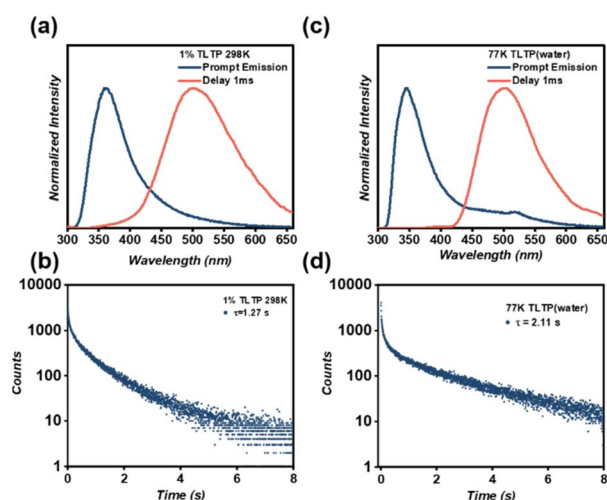 (a)
1% TLTP 298K
Prompt Emission
Delay 1ms
Normalized Intensity
300 350 400 450 500 550 600 650
Wavelength (nm)
(c)
77K TLTP(water)
Prompt Emission
Delay 1ms
Normalized Intensity
300 350 400 450 500 550 600 650
Wavelength (nm)
(b)
10000
1000
100
10
1
Counts
1% TLTP 298K
τ=1.27 s
0 2 4 6 8
Time (s)
(d)
10000
1000
100
10
1
Counts
77K TLTP(water)
τ = 2.11 s
0 2 4 6 8
Time (s)